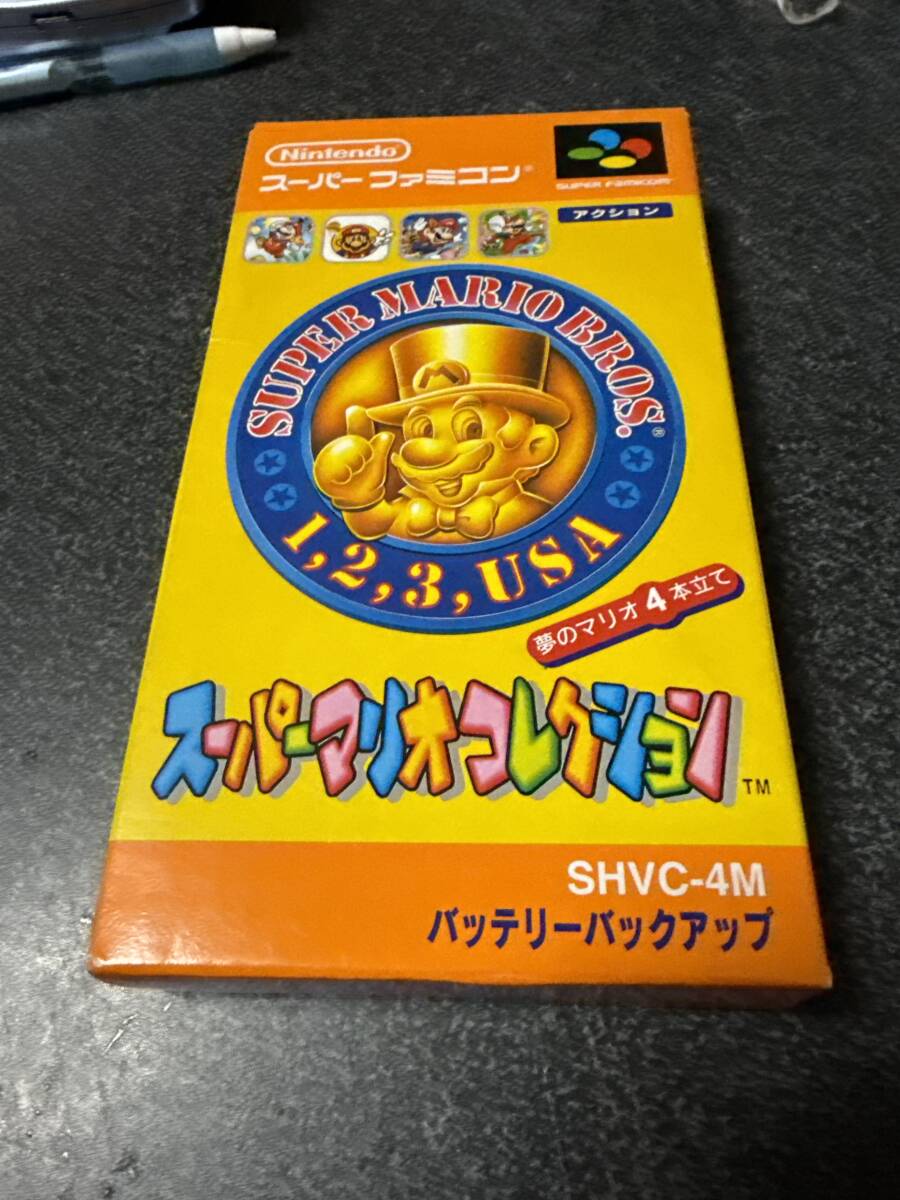 Nintendo
スーパーファミコン®
SUPER FAMICOM
アクション
SUPER MARIO BROS.®
1, 2, 3, USA
夢のマリオ4本立て
スーパーマリオコレクション TM
SHVC-4M
バッテリーバックアップ